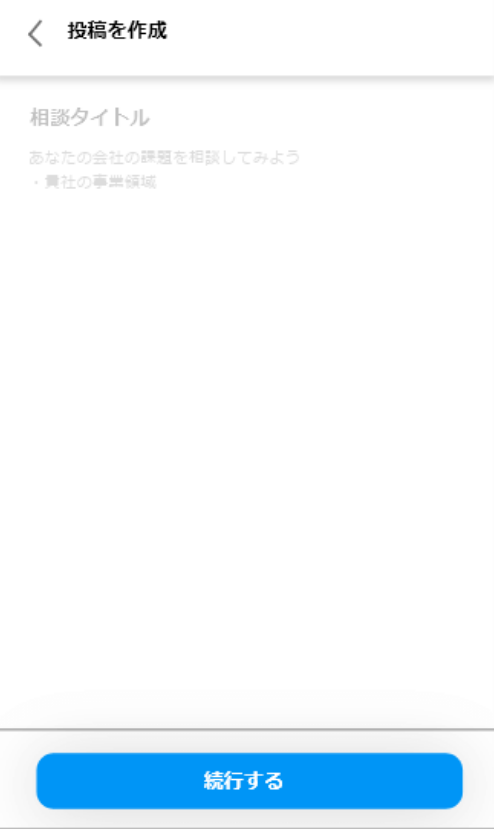 投稿を作成
相談タイトル
あなたの会社の課題を相談してみよう
・貴社の事業領域
続行する